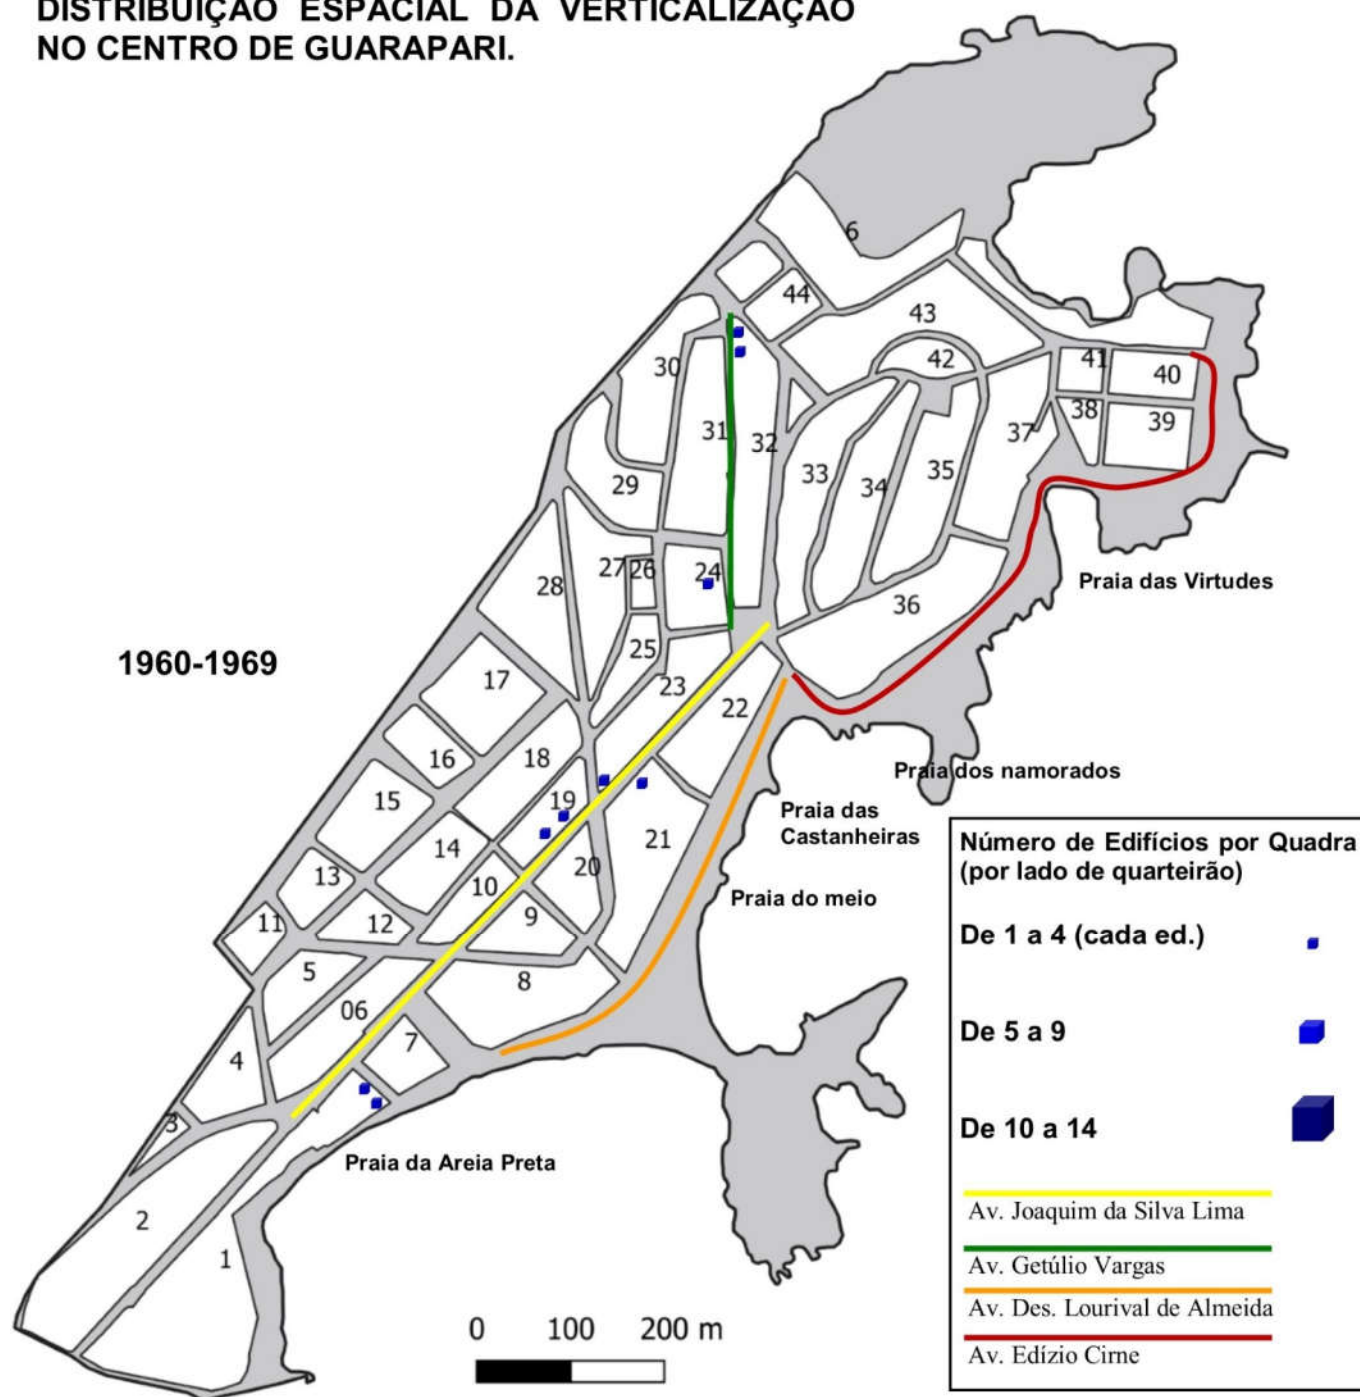 DISTRIBUIÇÃO ESPACIAL DA VERTICALIZAÇÃO
NO CENTRO DE GUARAPARI.
6
44
43
42
41
40
30
38
39
31
32
37
33
35
34
29
27
26
24
28
36
Praia das Virtudes
25
1960-1969
17
23
22
16
18
Praia dos namorados
15
19
Praia das
Castanheiras
21
14
20
13
10
Praia do meio
11
12
9
5
8
06
7
4
3
Praia da Areia Preta
2
1
0 100 200 m
Número de Edifícios por Quadra
(por lado de quarteirão)
De 1 a 4 (cada ed.)
De 5 a 9
De 10 a 14
Av. Joaquim da Silva Lima
Av. Getúlio Vargas
Av. Des. Lourival de Almeida
Av. Edízio Cirne